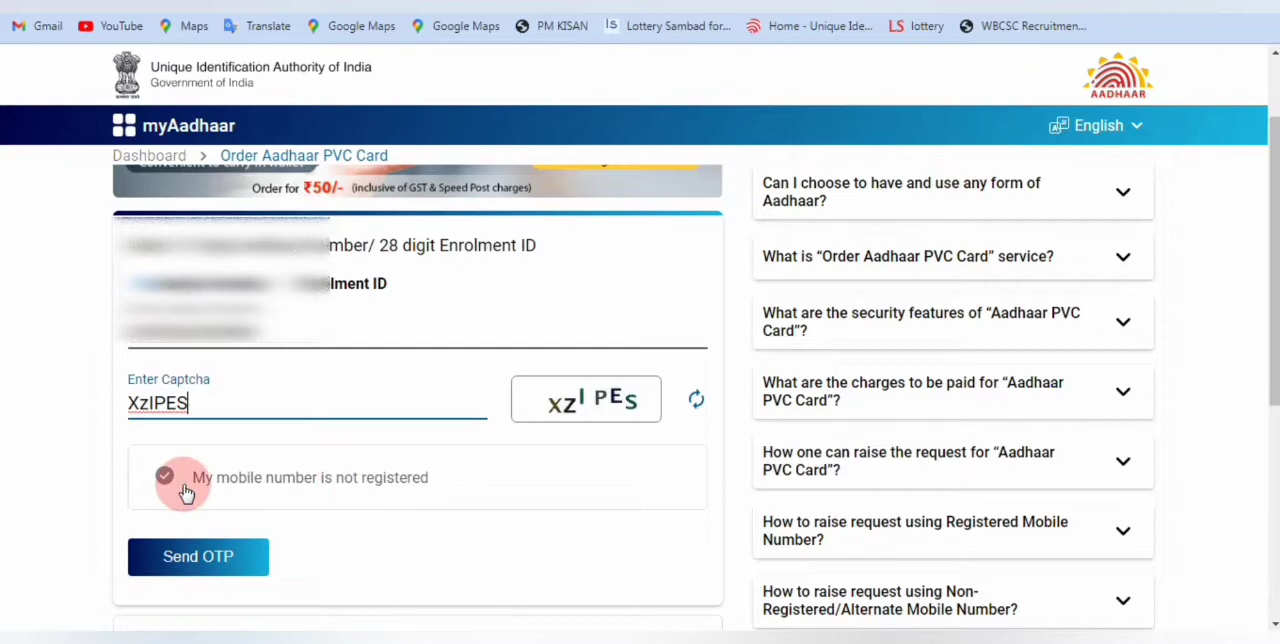 Gmail YouTube Maps Translate Google Maps Google Maps PM KISAN Lottery Sambad for... Home - Unique Ide... LS lottery WBCSC Recruitmen...
Unique Identification Authority of India
Government of India
AADHAAR
myAadhaar
English
Dashboard > Order Aadhaar PVC Card
Order for ₹50/- (inclusive of GST & Speed Post charges)
28 digit Enrolment ID
ID
Enter Captcha
XzIPES
XZIPES
My mobile number is not registered
Send OTP
Can I choose to have and use any form of
Aadhaar?
What is “Order Aadhaar PVC Card” service?
What are the security features of “Aadhaar PVC
Card”?
What are the charges to be paid for “Aadhaar
PVC Card”?
How one can raise the request for “Aadhaar
PVC Card”?
How to raise request using Registered Mobile
Number?
How to raise request using Non-
Registered/Alternate Mobile Number?